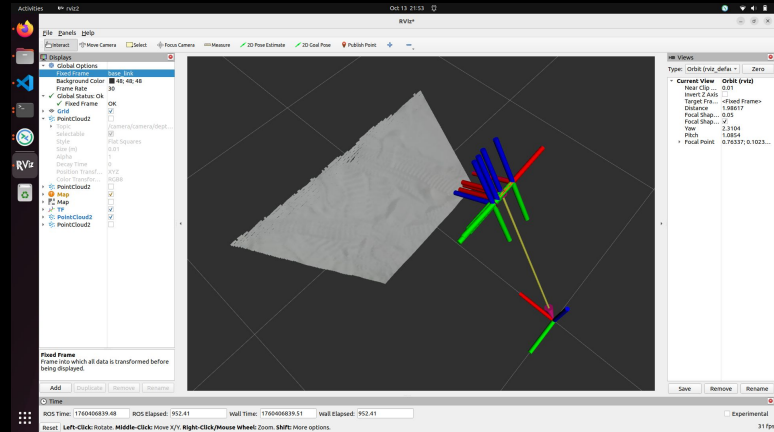 Activities
rviz2
Oct 13 21:53
RViz*
File Panels Help
Interact Move Camera Select Focus Camera Measure 2D Pose Estimate 2D Goal Pose Publish Point
Displays
Global Options
Fixed Frame base_link
Background Color 48; 48; 48
Frame Rate 30
Global Status: Ok
Fixed Frame OK
Grid
PointCloud2
Topic /camera/camera/dept...
Selectable
Style Flat Squares
Size (m) 0.01
Alpha 1
Decay Time 0
Position Transf... XYZ
Color Transfor... RGB8
PointCloud2
Map
Map
TF
PointCloud2
PointCloud2
Fixed Frame
Frame into which all data is transformed before
being displayed.
Add Duplicate Remove Rename
Views
Type: Orbit (rviz_defau Zero
Current View Orbit (rviz)
Near Clip ... 0.01
Invert Z Axis
Target Fra... <Fixed Frame>
Distance 1.98617
Focal Shap... 0.05
Focal Shap...
Yaw 2.3104
Pitch 1.0854
Focal Point 0.76337; 0.1023...
Save Remove Rename
Time
ROS Time: 1760406839.48 ROS Elapsed: 952.41 Wall Time: 1760406839.51 Wall Elapsed: 952.41 Experimental
Reset Left-Click: Rotate. Middle-Click: Move X/Y. Right-Click/Mouse Wheel: Zoom. Shift: More options. 31 fps